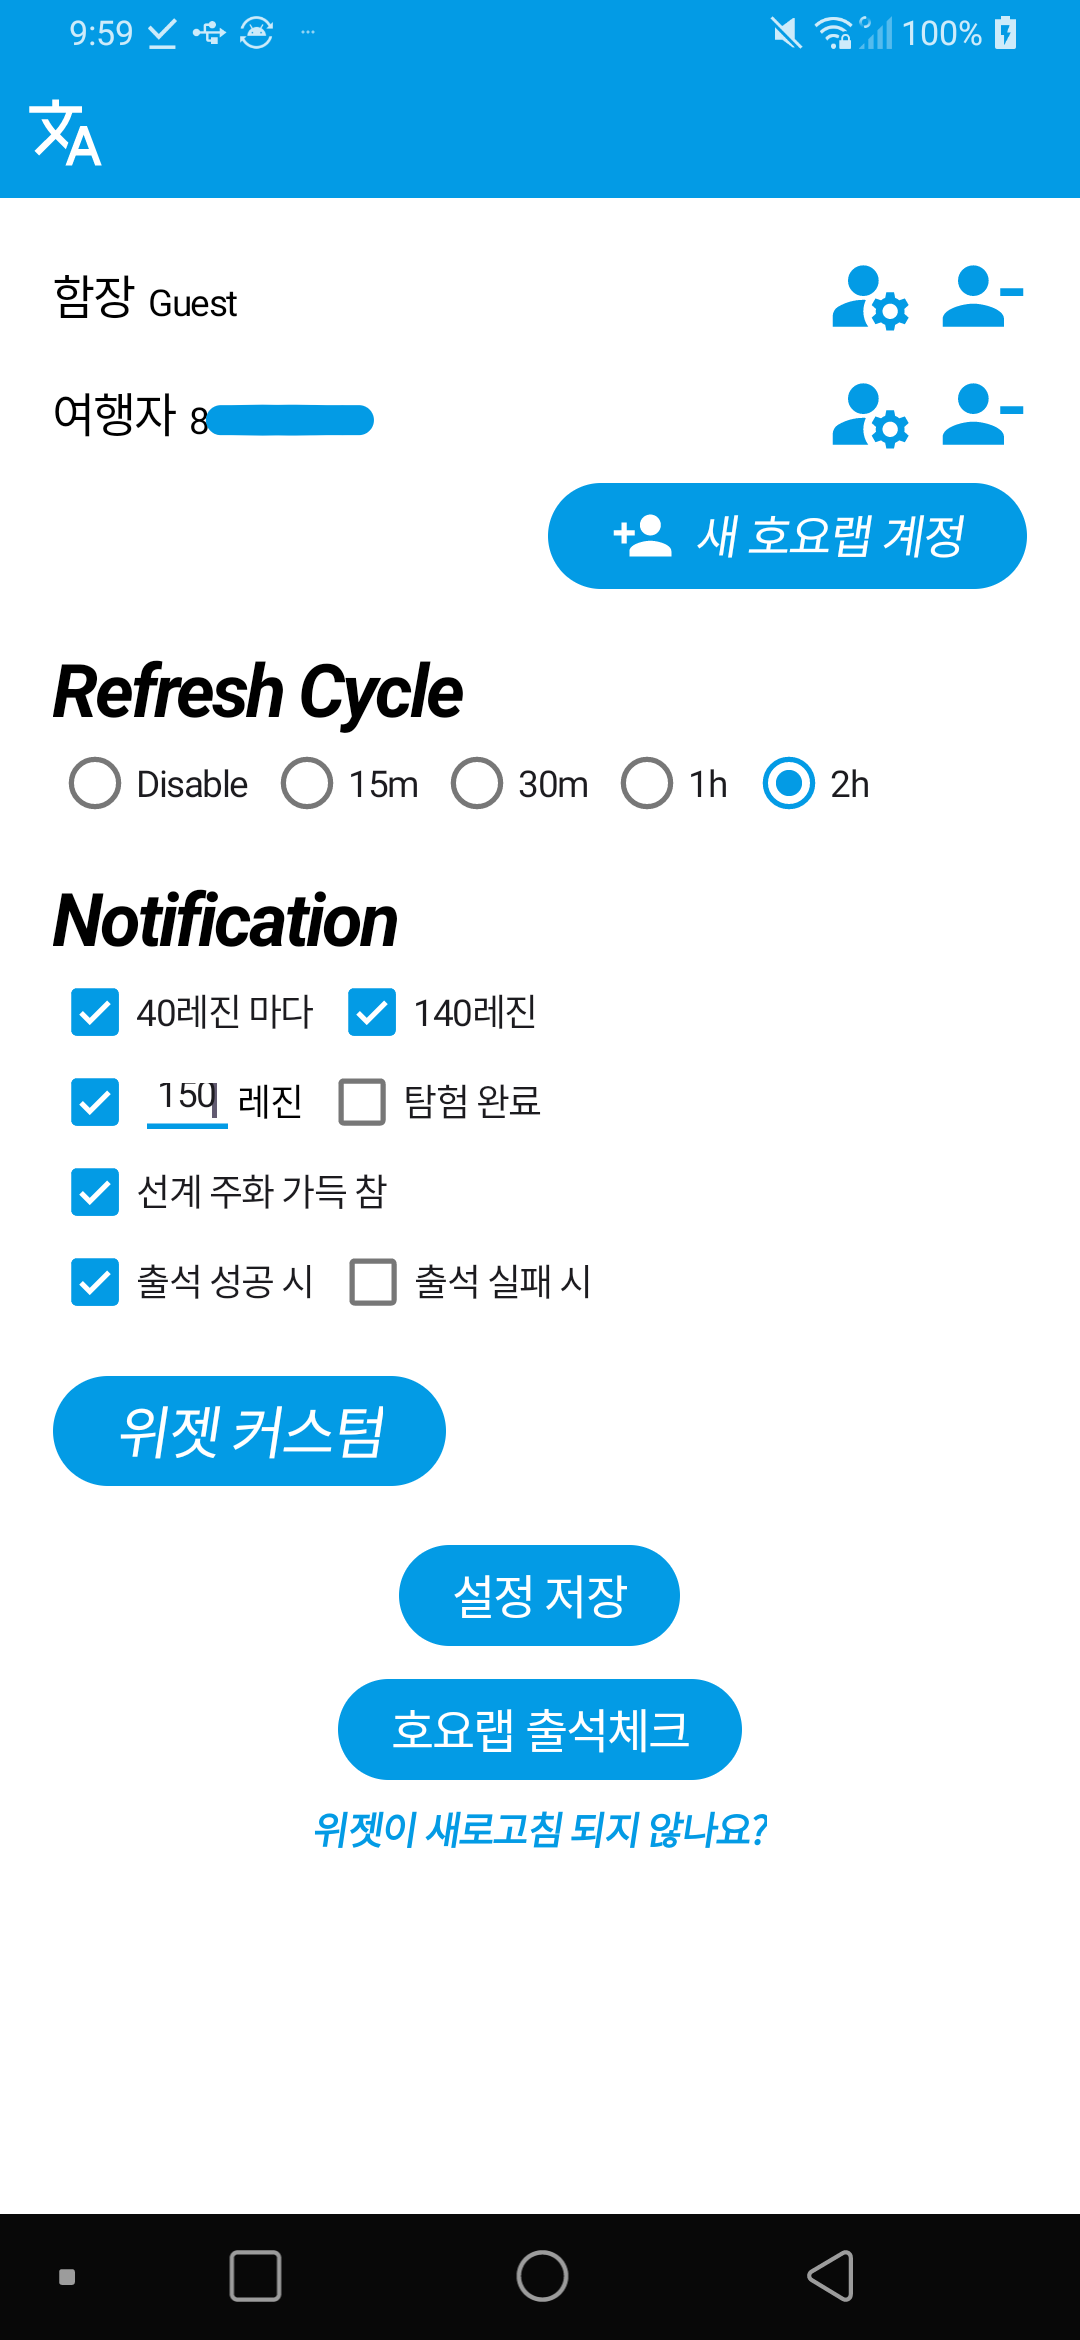 9:59 100%
함장 Guest
여행자 8
새 호요랩 계정
Refresh Cycle
Disable 15m 30m 1h 2h
Notification
40레진 마다 140레진
150 레진 탐험 완료
선계 주화 가득 참
출석 성공 시 출석 실패 시
위젯 커스텀
설정 저장
호요랩 출석체크
위젯이 새로고침 되지 않나요?